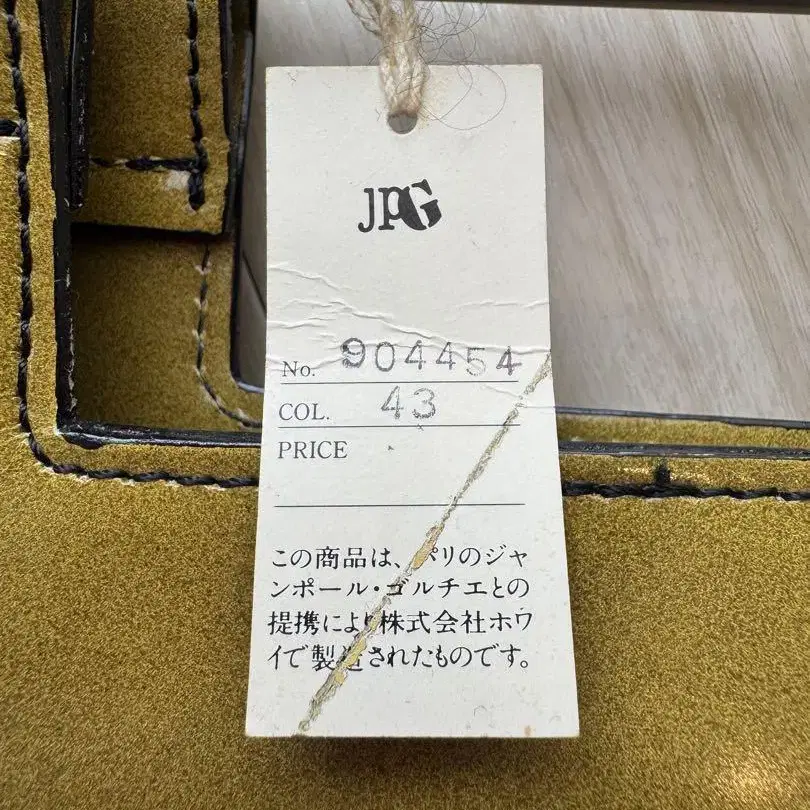 JPG
No. 904454
COL. 43
PRICE
この商品は、パリのジャ
ンポール・ゴルチエとの
提携により株式会社ホワ
イで製造されたものです。